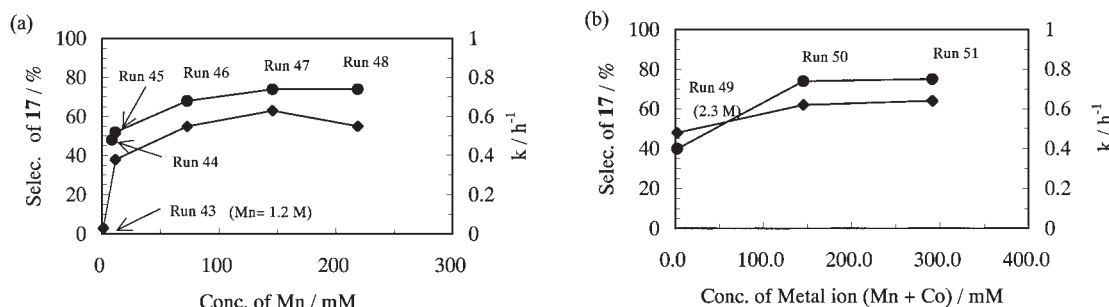 (a)
100
80
60
40
20
0
Selec. of 17 / %
Run 45
Run 46
Run 47
Run 48
Run 44
Run 43 (Mn= 1.2 M)
1
0.8
0.6
0.4
0.2
0
k / h⁻¹
0 100 200 300
Conc. of Mn / mM
(b)
100
80
60
40
20
0
Selec. of 17 / %
Run 49
(2.3 M)
Run 50
Run 51
1
0.8
0.6
0.4
0.2
0
k / h⁻¹
0.0 100.0 200.0 300.0 400.0
Conc. of Metal ion (Mn + Co) / mM